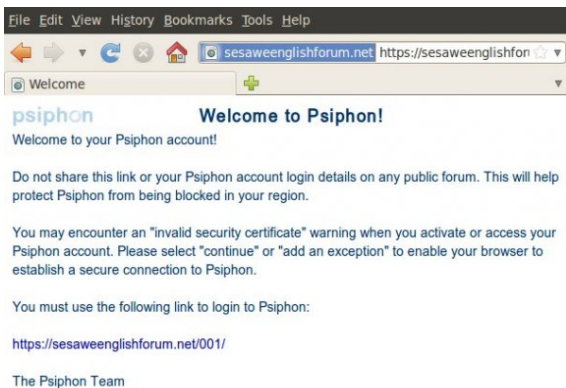 File Edit View History Bookmarks Tools Help
sesaweenglishforum.net https://sesaweenglishfor
Welcome
psiphon Welcome to Psiphon!
Welcome to your Psiphon account!
Do not share this link or your Psiphon account login details on any public forum. This will help
protect Psiphon from being blocked in your region.
You may encounter an "invalid security certificate" warning when you activate or access your
Psiphon account. Please select "continue" or "add an exception" to enable your browser to
establish a secure connection to Psiphon.
You must use the following link to login to Psiphon:
https://sesaweenglishforum.net/001/
The Psiphon Team